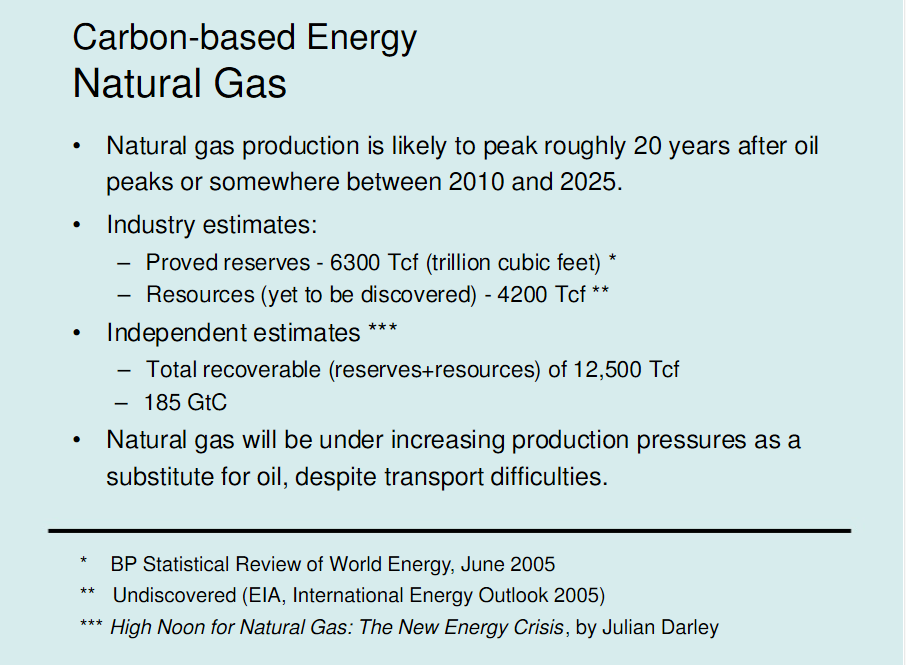 Carbon-based Energy
Natural Gas
• Natural gas production is likely to peak roughly 20 years after oil
peaks or somewhere between 2010 and 2025.
• Industry estimates:
– Proved reserves - 6300 Tcf (trillion cubic feet) *
– Resources (yet to be discovered) - 4200 Tcf **
• Independent estimates ***
– Total recoverable (reserves+resources) of 12,500 Tcf
– 185 GtC
• Natural gas will be under increasing production pressures as a
substitute for oil, despite transport difficulties.
* BP Statistical Review of World Energy, June 2005
** Undiscovered (EIA, International Energy Outlook 2005)
*** High Noon for Natural Gas: The New Energy Crisis, by Julian Darley